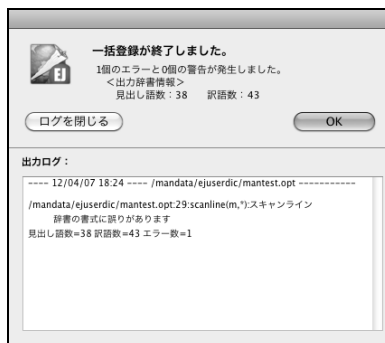 EJ
一括登録が終了しました。
1個のエラーと0個の警告が発生しました。
＜出力辞書情報＞
見出し語数：38　訳語数：43
ログを閉じる
OK
出力ログ：
---- 12/04/07 18:24 ---- /mandata/ejuserdic/mantest.opt -----------
/mandata/ejuserdic/mantest.opt:29:scanline(m,*):スキャンライン
辞書の書式に誤りがあります
見出し語数=38 訳語数=43 エラー数=1